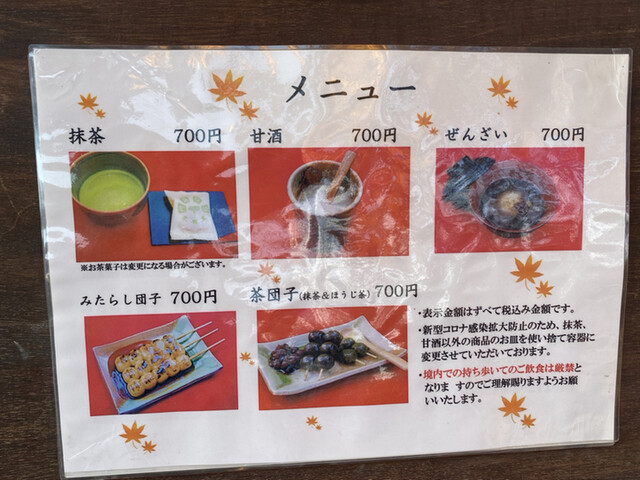 メニュー
抹茶 700円
甘酒 700円
ぜんざい 700円
※お茶菓子は変更になる場合がございます。
みたらし団子 700円
茶団子(抹茶&ほうじ茶) 700円
・表示金額はすべて税込み金額です。
・新型コロナ感染拡大防止のため、抹茶、
甘酒以外の商品のお皿を使い捨て容器に
変更させていただいております。
・境内での持ち歩いてのご飲食は厳禁と
なりま すのでご理解賜りますようお願
いいたします。